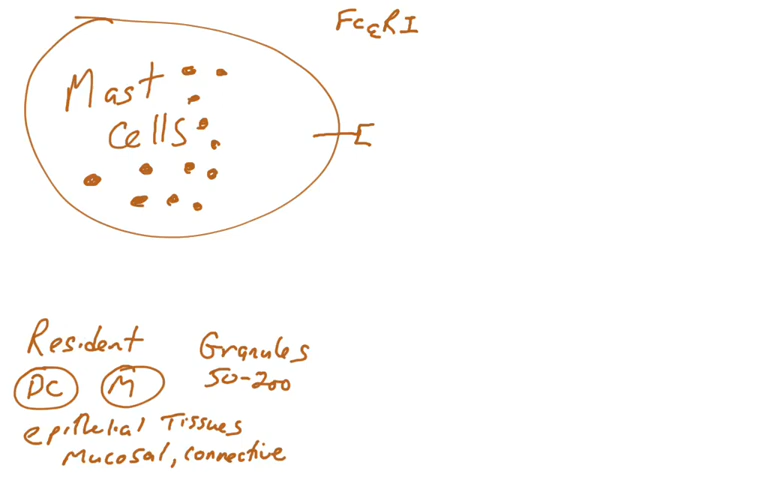 FcεRI
Mast
Cells
Resident
Granules
50-200
DC
M
epithelial Tissues
Mucosal, connective